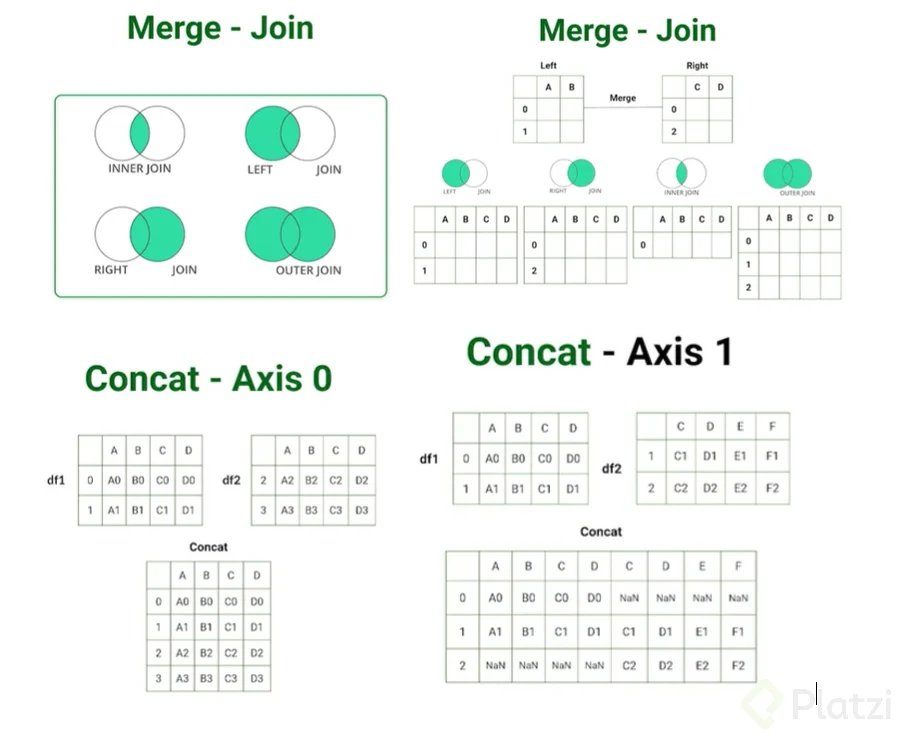 Merge - Join
INNER JOIN
LEFT JOIN
RIGHT JOIN
OUTER JOIN
Merge - Join
Left
Right
A B
0
1
Merge
C D
0
2
LEFT JOIN
RIGHT JOIN
INNER JOIN
OUTER JOIN
A B C D
0
1
A B C D
0
2
A B C D
0
A B C D
0
1
2
Concat - Axis 0
df1
A B C D
0 A0 B0 C0 D0
1 A1 B1 C1 D1
df2
A B C D
2 A2 B2 C2 D2
3 A3 B3 C3 D3
Concat
A B C D
0 A0 B0 C0 D0
1 A1 B1 C1 D1
2 A2 B2 C2 D2
3 A3 B3 C3 D3
Concat - Axis 1
df1
A B C D
0 A0 B0 C0 D0
1 A1 B1 C1 D1
df2
C D E F
1 C1 D1 E1 F1
2 C2 D2 E2 F2
Concat
A B C D C D E F
0 A0 B0 C0 D0 NaN NaN NaN NaN
1 A1 B1 C1 D1 C1 D1 E1 F1
2 NaN NaN NaN NaN C2 D2 E2 F2
Platzi